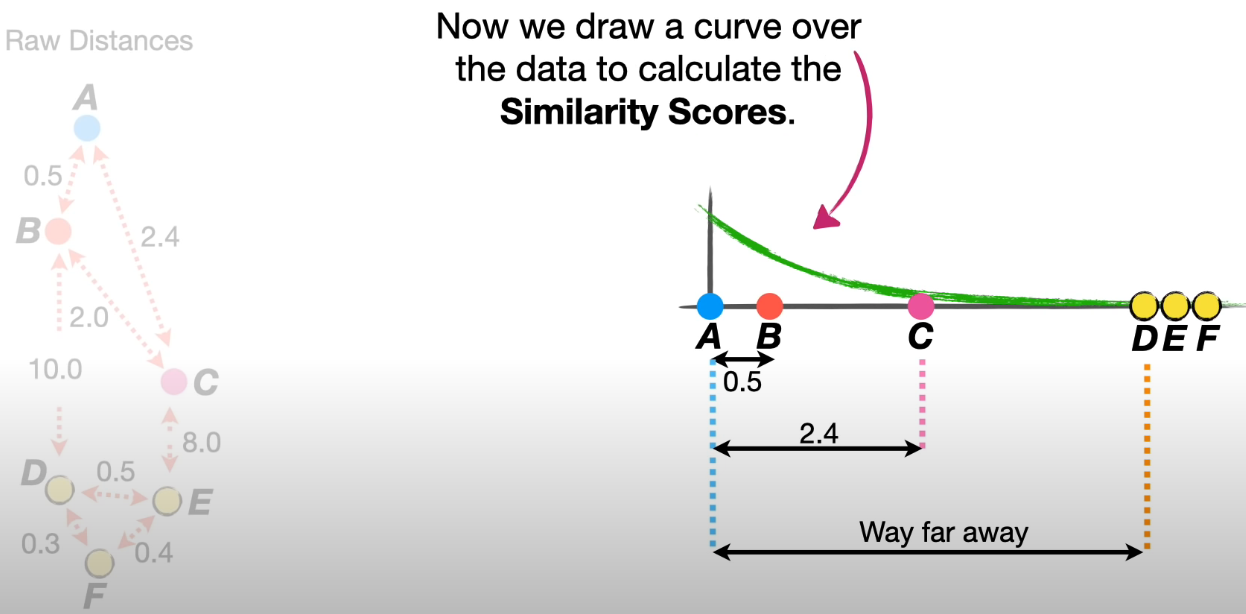 Raw Distances
Now we draw a curve over
the data to calculate the
Similarity Scores.
A
0.5
B
2.4
2.0
10.0
C
8.0
D
0.5
E
0.3
0.4
F
A B C D E F
0.5
2.4
Way far away